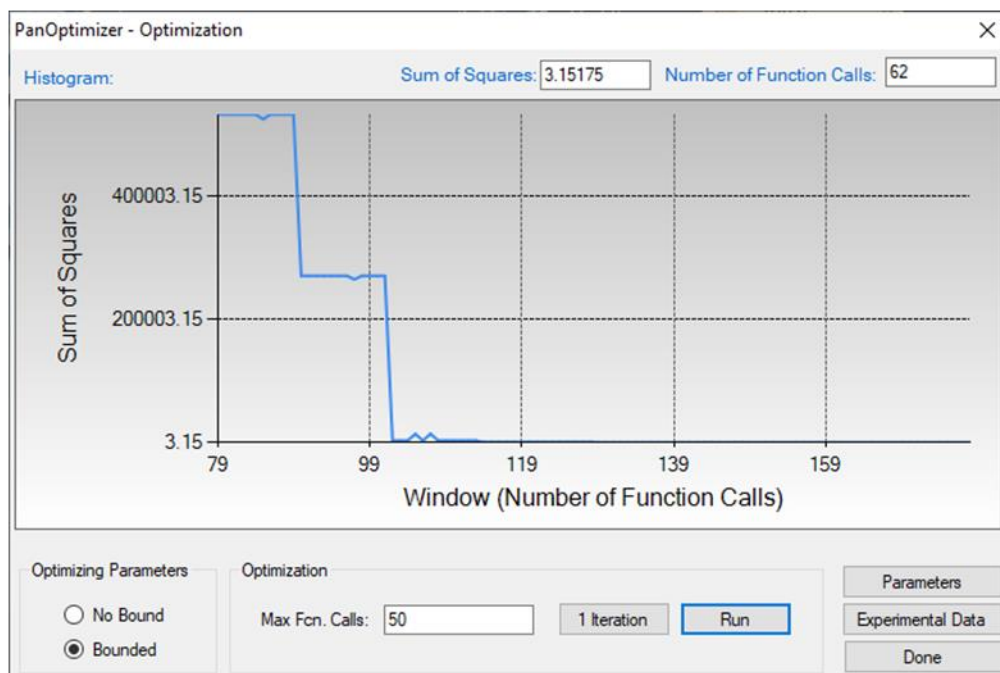 PanOptimizer - Optimization
Histogram: Sum of Squares: 3.15175 Number of Function Calls: 62
Sum of Squares
400003.15
200003.15
3.15
79 99 119 139 159
Window (Number of Function Calls)
Optimizing Parameters
No Bound
Bounded
Optimization
Max Fcn. Calls: 50 1 Iteration Run
Parameters
Experimental Data
Done